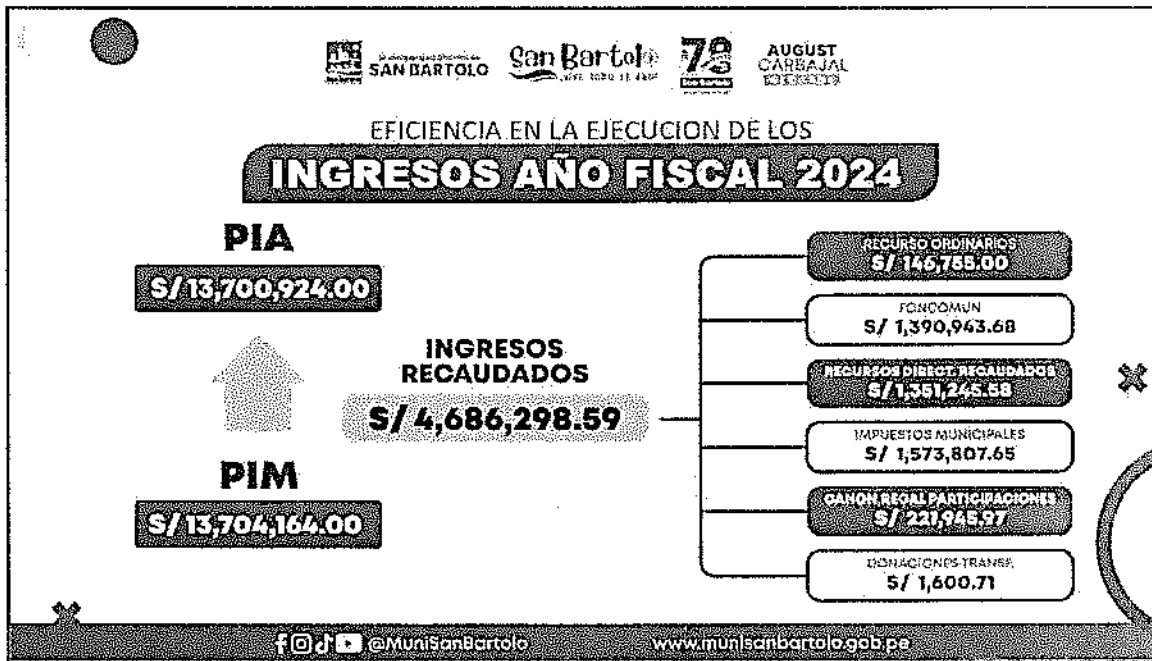 SAN BARTOLO
San Bartolo
AUGUST
CARBAJAL
EFICIENCIA EN LA EJECUCION DE LOS
INGRESOS AÑO FISCAL 2024
PIA
S/ 13,700,924.00
PIM
S/ 13,704,164.00
INGRESOS
RECAUDADOS
S/ 4,686,298.59
RECURSO ORDINARIOS
S/ 146,755.00
FONCOMUN
S/ 1,390,943.68
RECURSOS DIRECT. RECAUDADOS
S/ 1,351,245.58
IMPUESTOS MUNICIPALES
S/ 1,573,807.65
CANON, REGAL PARTICIPACIONES
S/ 221,945.97
DONACIONES TRANSF.
S/ 1,600.71
@MuniSanBartolo
www.munisanbartolo.gob.pe